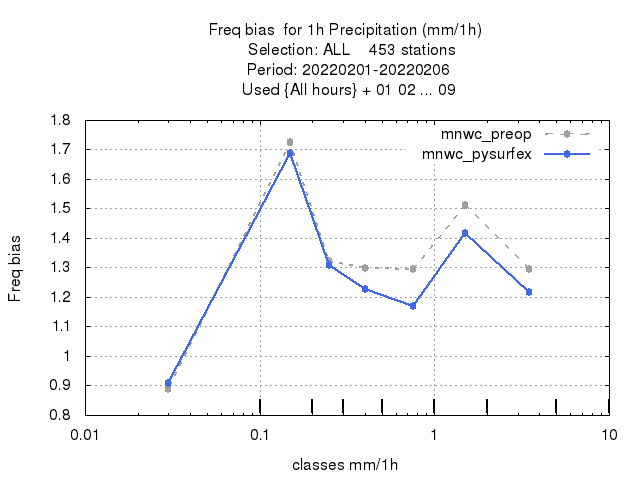 Freq bias  for 1h Precipitation (mm/1h)
Selection: ALL    453 stations
Period: 20220201-20220206
Used {All hours} + 01 02 ... 09
mnwc_preop
mnwc_pysurfex
1.8
1.7
1.6
1.5
1.4
1.3
1.2
1.1
1
0.9
0.8
Freq bias
0.01
0.1
1
10
classes mm/1h